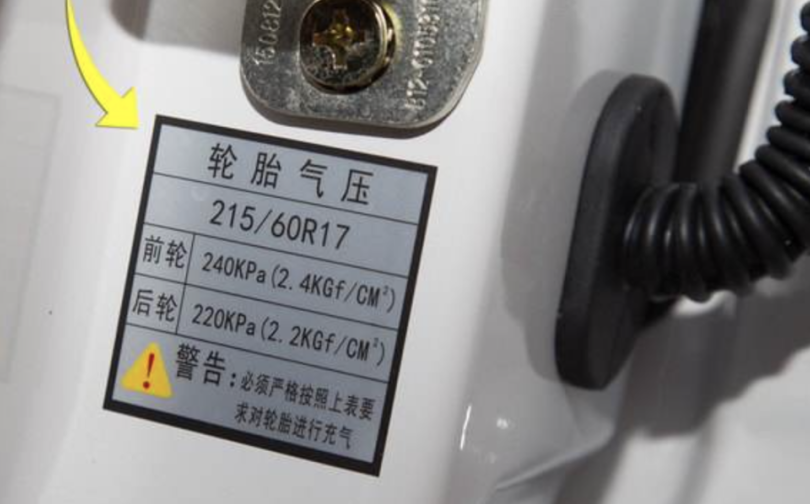 轮胎气压
215/60R17
前轮 240KPa(2.4KGf/CM²)
后轮 220KPa(2.2KGf/CM²)
警告:必须严格按照上表要
求对轮胎进行充气